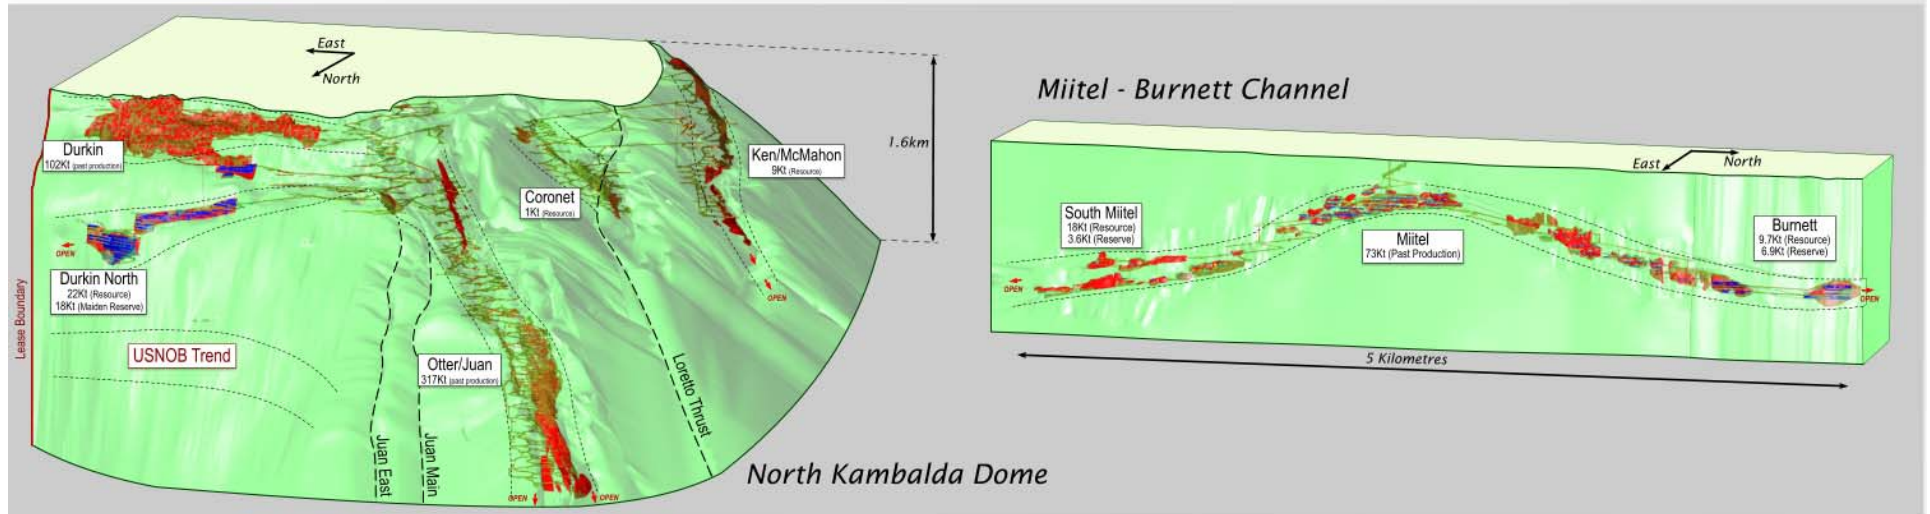 East
North
Durkin
102Kt (past production)
OPEN
Durkin North
22Kt (Resource)
18Kt (Maiden Reserve)
Lease Boundary
USNOB Trend
Juan East
Juan Main
Otter/Juan
317Kt (past production)
OPEN
OPEN
Coronet
1Kt (Resource)
Loretto Thrust
Ken/McMahon
9Kt (Resource)
OPEN
1.6km
North Kambalda Dome
Miitel - Burnett Channel
East
North
South Miitel
18Kt (Resource)
3.6Kt (Reserve)
OPEN
Miitel
73Kt (Past Production)
Burnett
9.7Kt (Resource)
6.9Kt (Reserve)
OPEN
5 Kilometres